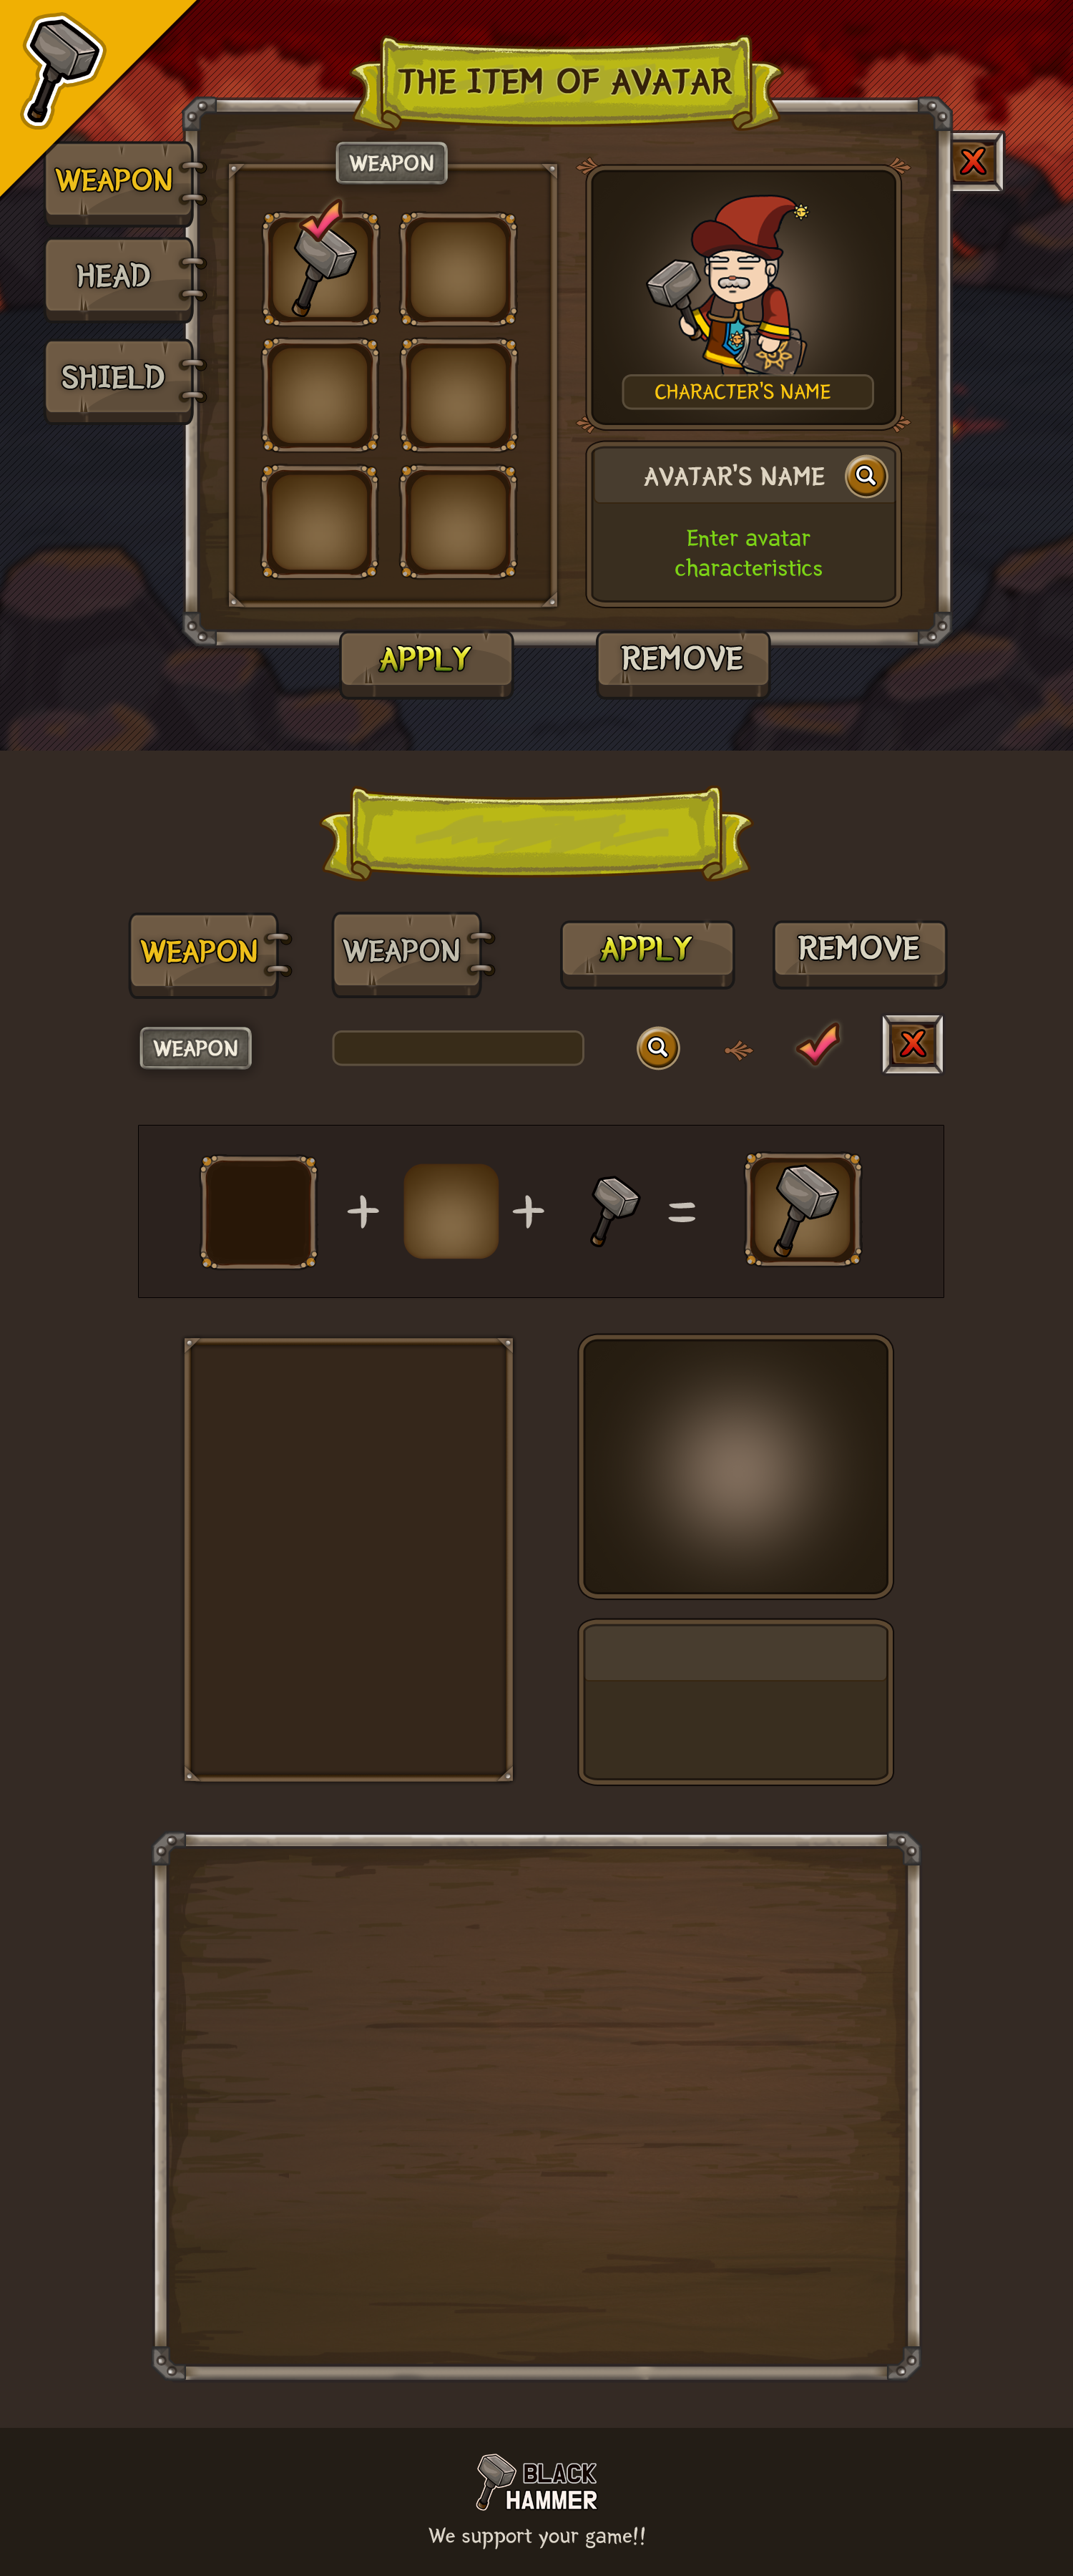 THE ITEM OF AVATAR
WEAPON
WEAPON
HEAD
SHIELD
CHARACTER'S NAME
AVATAR'S NAME
Enter avatar
characteristics
APPLY
REMOVE
WEAPON
WEAPON
APPLY
REMOVE
WEAPON
+ + =
BLACK
HAMMER
We support your game!!